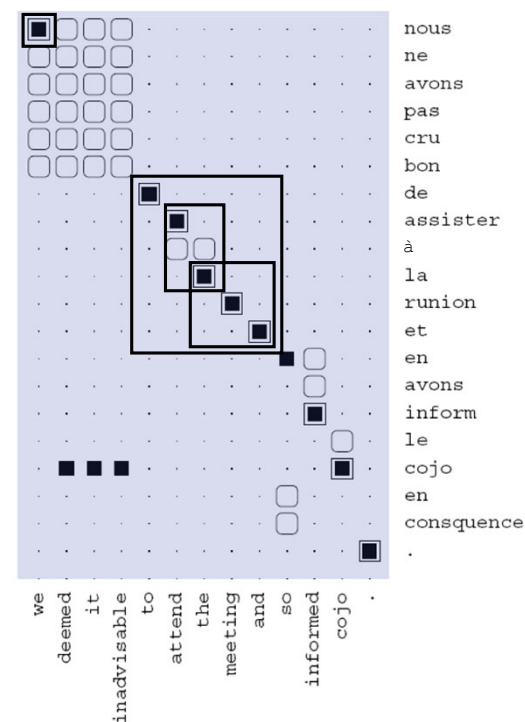 nous
ne
avons
pas
cru
bon
de
assister
à
la
runion
et
en
avons
inform
le
cojo
en
consquence
.
we
deemed
it
inadvisable
to
attend
the
meeting
and
so
informed
cojo
.